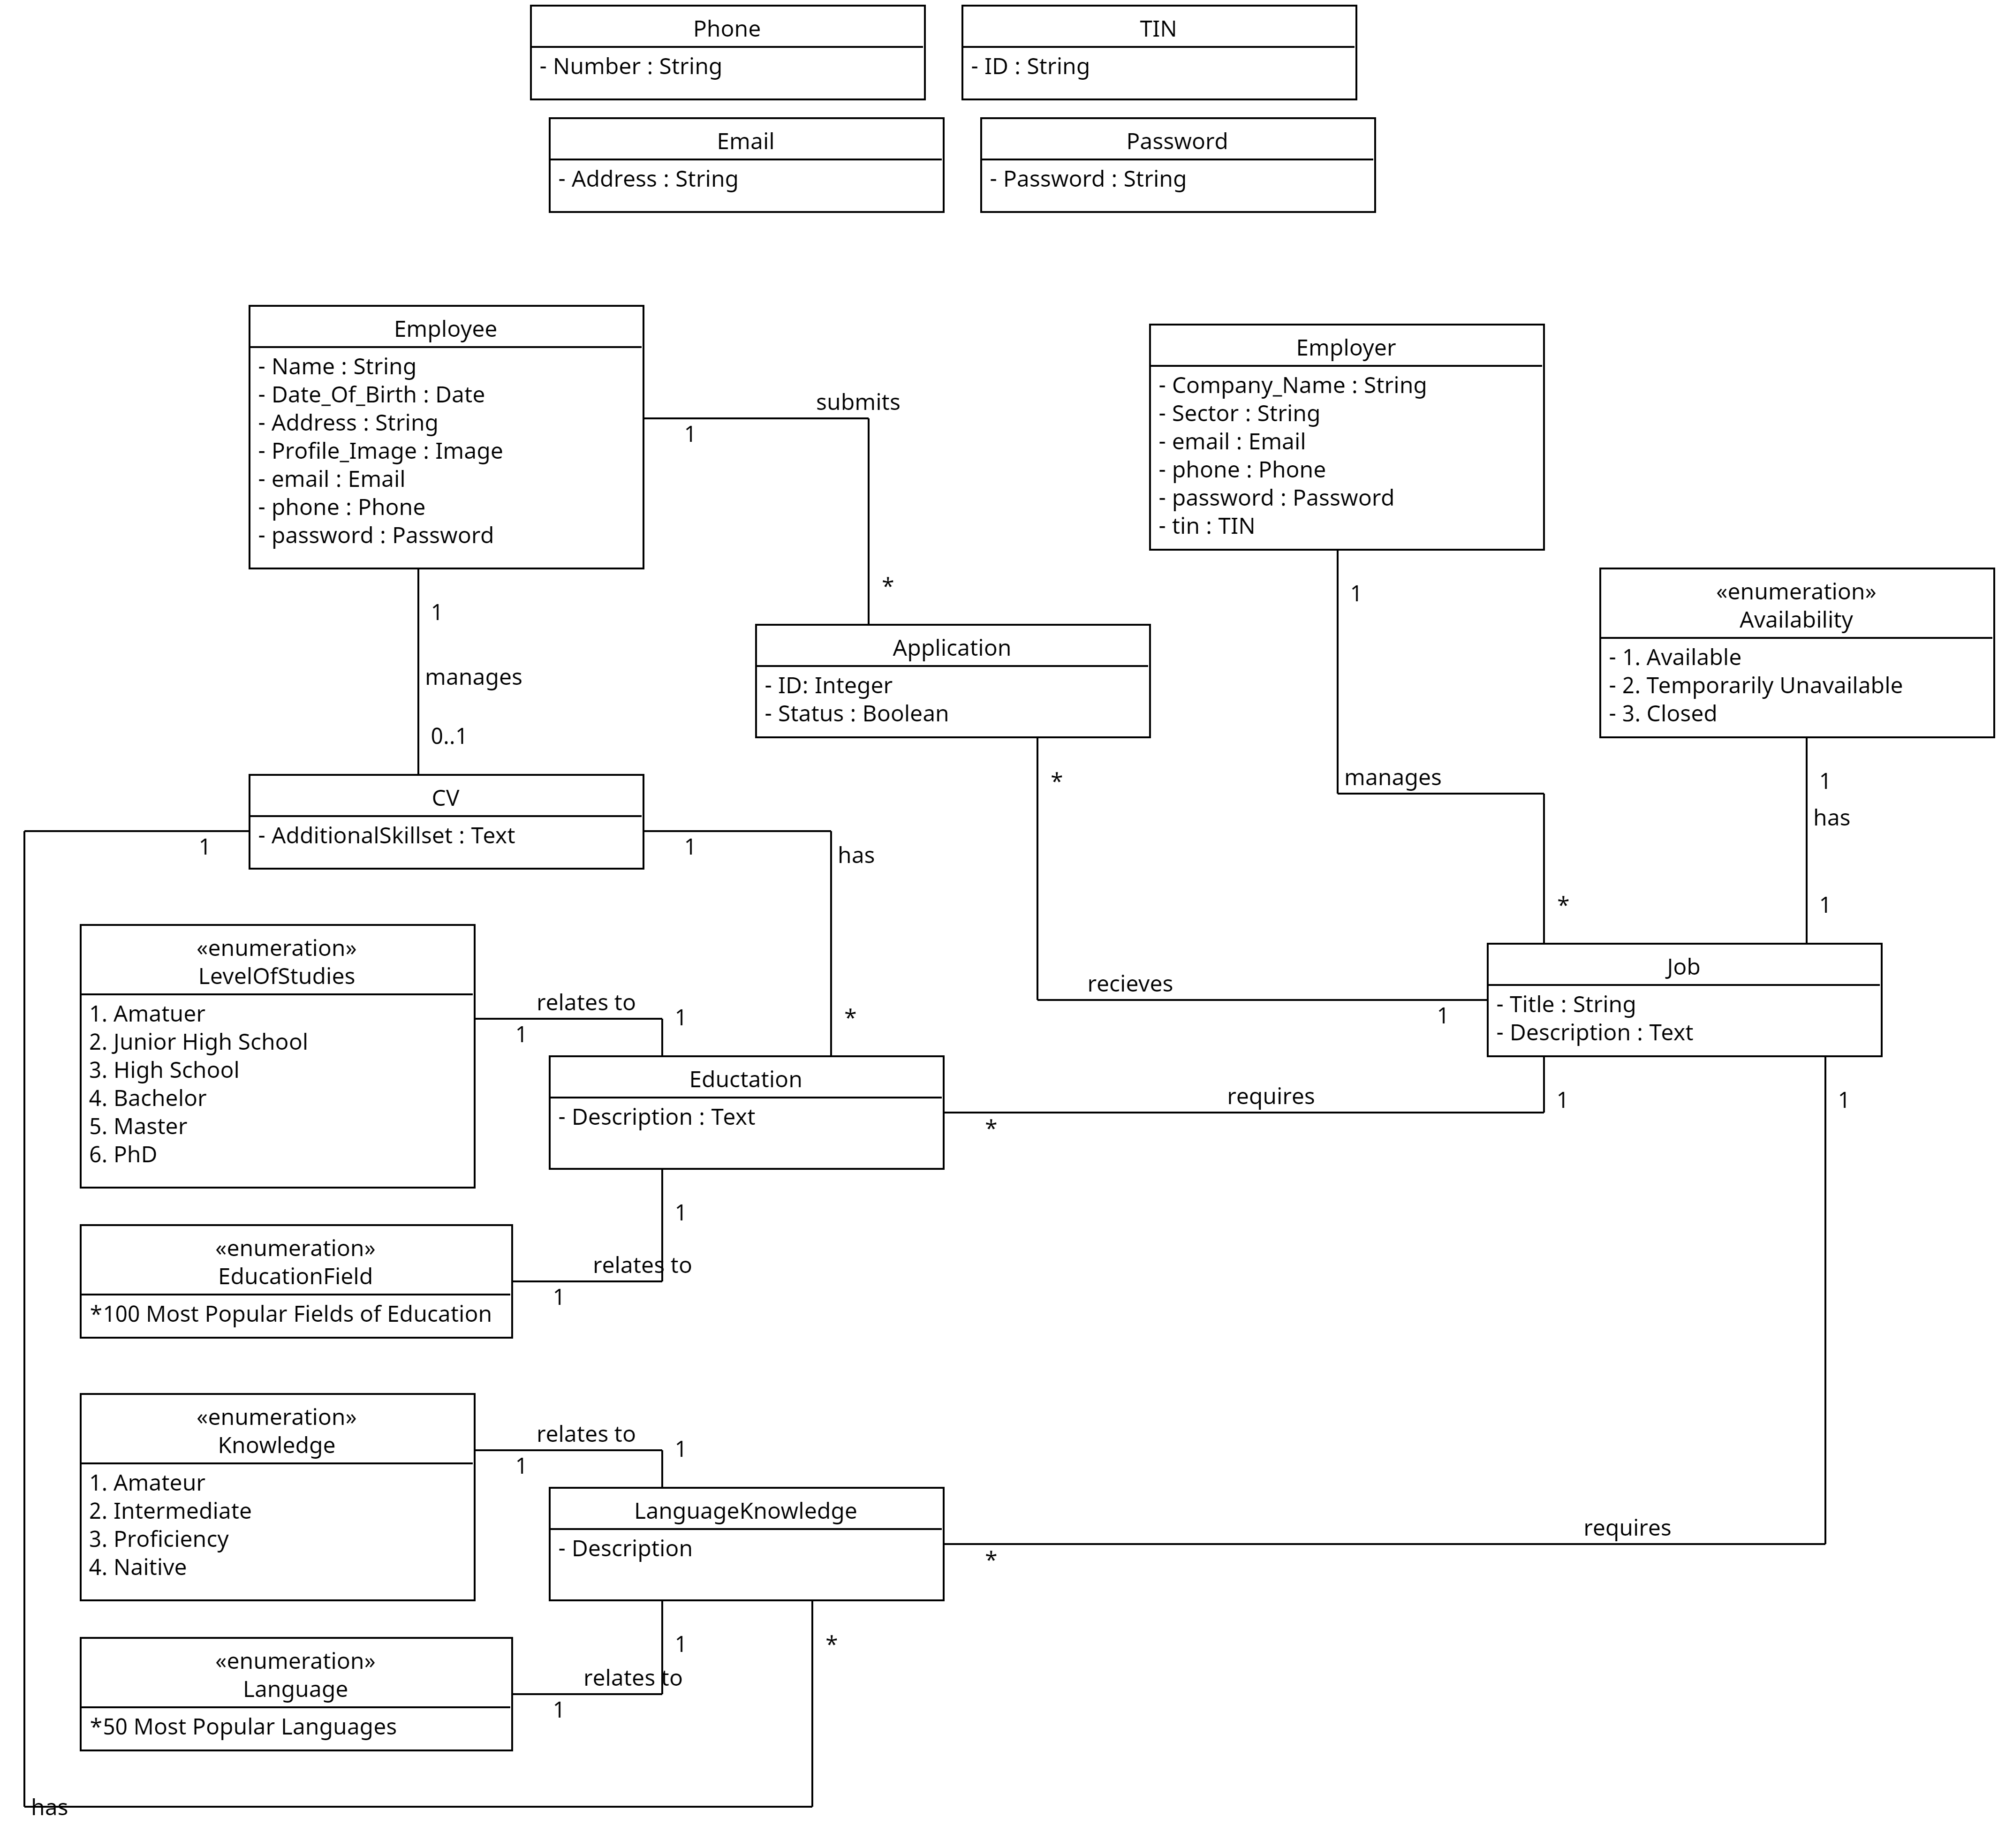 Phone
- Number : String
TIN
- ID : String
Email
- Address : String
Password
- Password : String
Employee
- Name : String
- Date_Of_Birth : Date
- Address : String
- Profile_Image : Image
- email : Email
- phone : Phone
- password : Password
submits
1
*
Employer
- Company_Name : String
- Sector : String
- email : Email
- phone : Phone
- password : Password
- tin : TIN
1
manages
0..1
Application
- ID: Integer
- Status : Boolean
1
manages
*
«enumeration»
Availability
- 1. Available
- 2. Temporarily Unavailable
- 3. Closed
1
has
1
CV
- AdditionalSkillset : Text
1
1
has
*
*
recieves
1
Job
- Title : String
- Description : Text
«enumeration»
LevelOfStudies
1. Amatuer
2. Junior High School
3. High School
4. Bachelor
5. Master
6. PhD
relates to
1
1
Eductation
- Description : Text
requires
*
1
1
«enumeration»
EducationField
*100 Most Popular Fields of Education
1
relates to
1
«enumeration»
Knowledge
1. Amateur
2. Intermediate
3. Proficiency
4. Naitive
relates to
1
1
LanguageKnowledge
- Description
requires
*
«enumeration»
Language
*50 Most Popular Languages
1
relates to
1
*
has